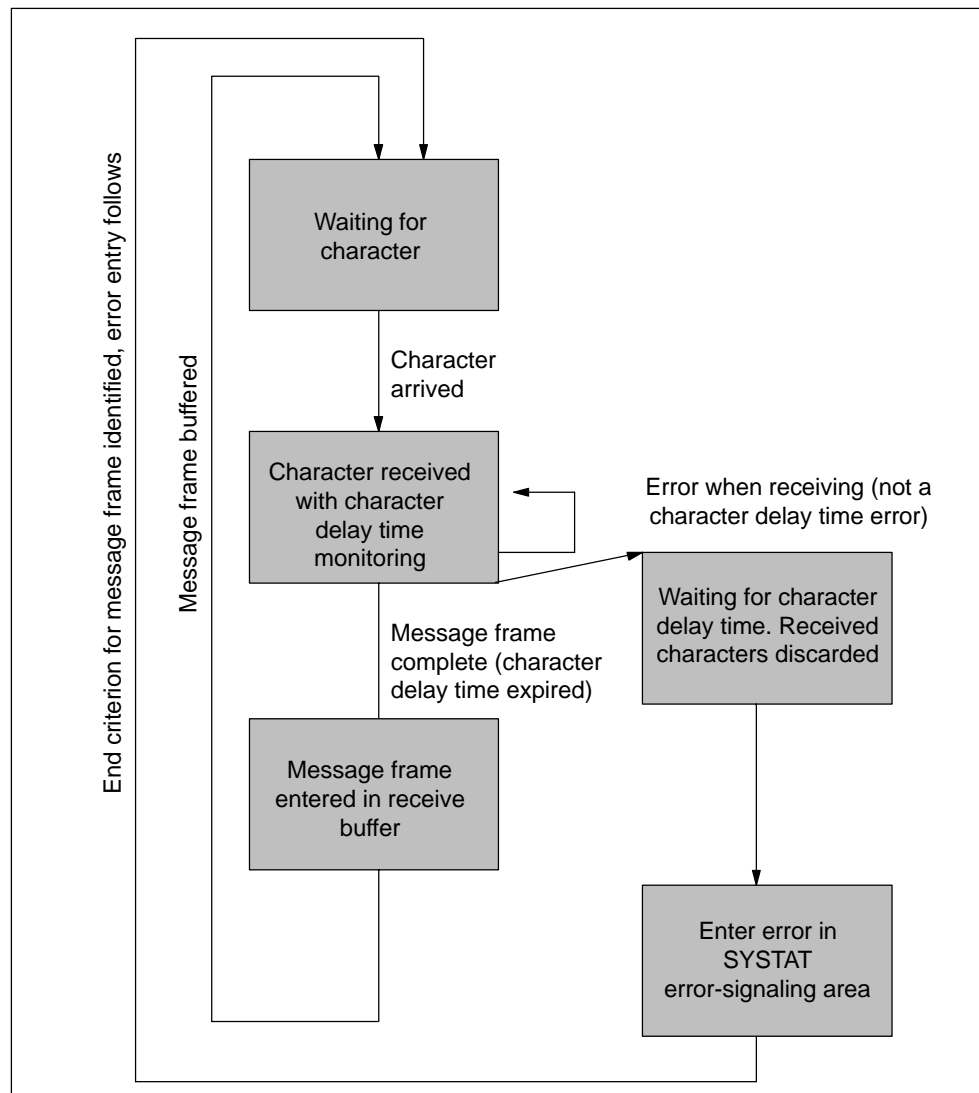 End criterion for message frame identified, error entry follows
Message frame buffered
Waiting for
character
Character
arrived
Character received
with character
delay time
monitoring
Error when receiving (not a
character delay time error)
Waiting for character
delay time. Received
characters discarded
Message frame
complete (character
delay time expired)
Message frame
entered in receive
buffer
Enter error in
SYSTAT
error-signaling area